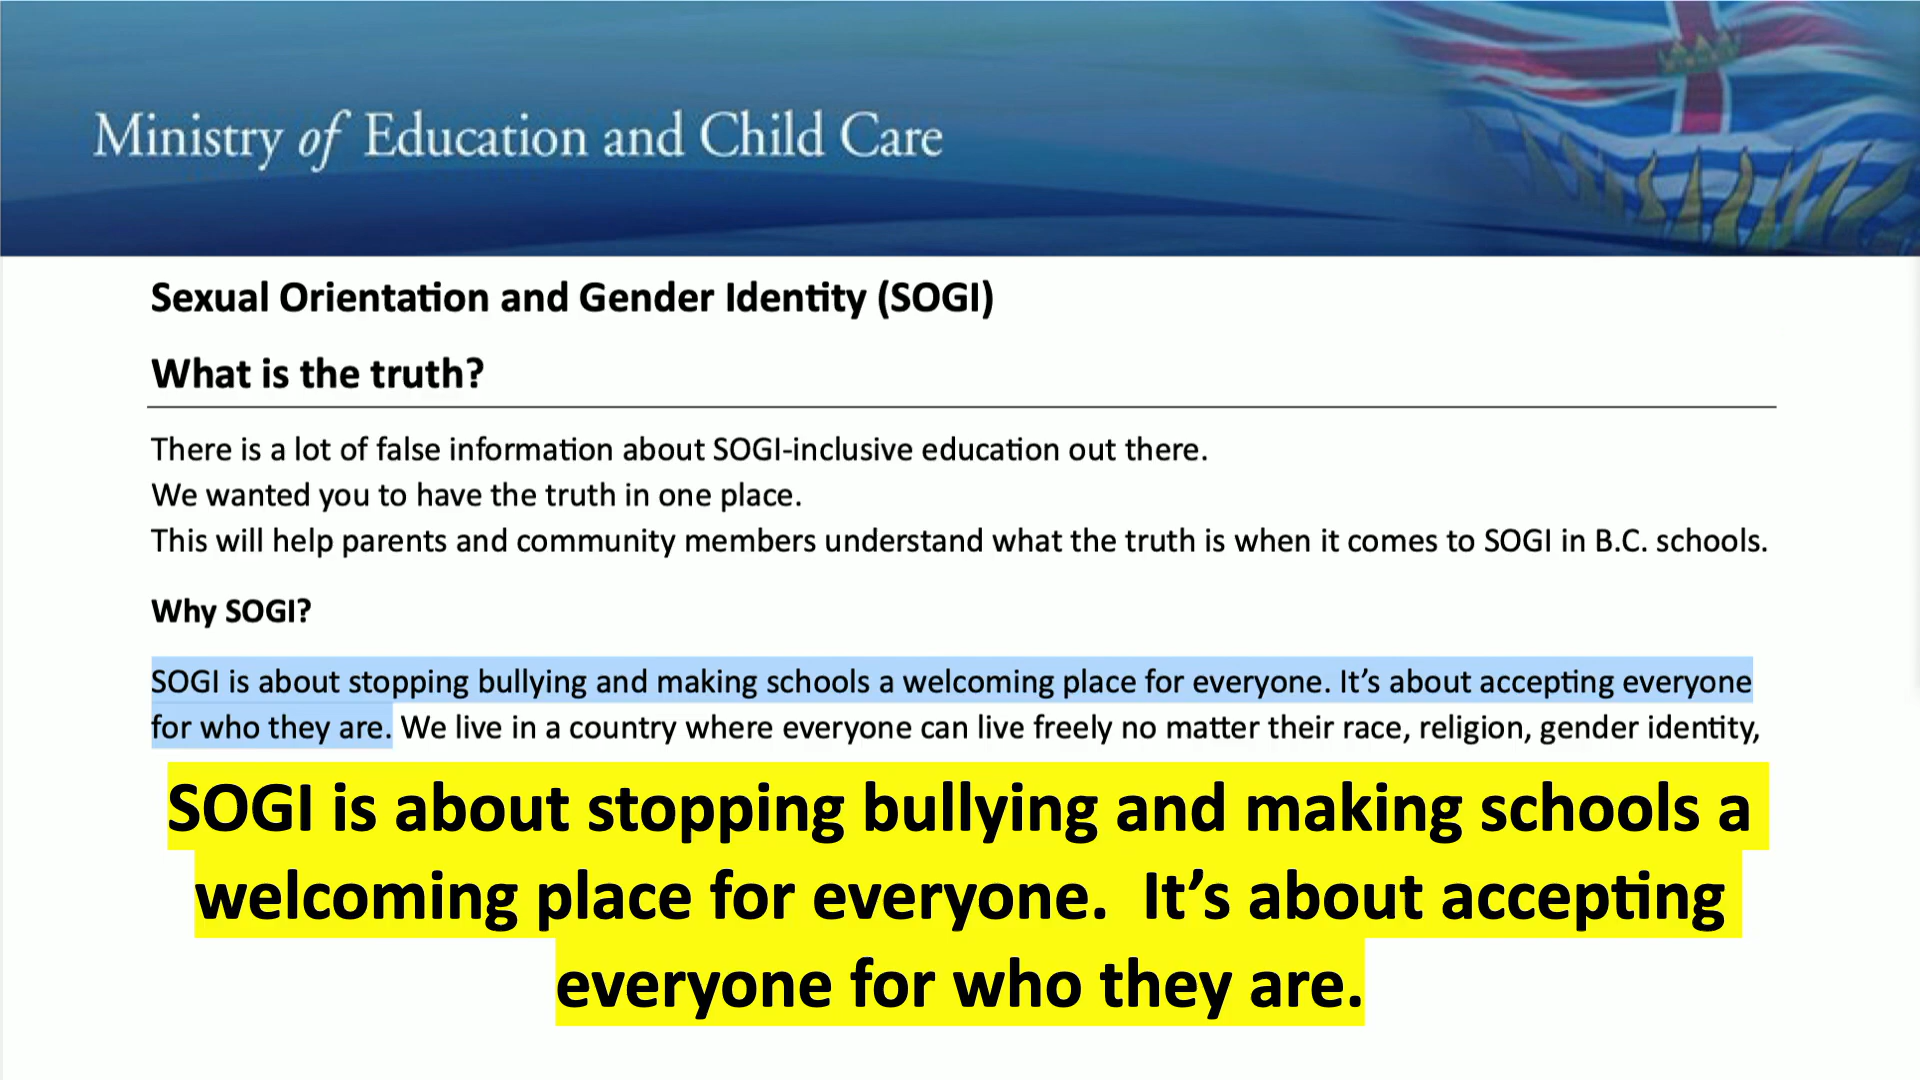 Ministry of Education and Child Care
Sexual Orientation and Gender Identity (SOGI)
What is the truth?
There is a lot of false information about SOGI-inclusive education out there.
We wanted you to have the truth in one place.
This will help parents and community members understand what the truth is when it comes to SOGI in B.C. schools.
Why SOGI?
SOGI is about stopping bullying and making schools a welcoming place for everyone. It’s about accepting everyone
for who they are. We live in a country where everyone can live freely no matter their race, religion, gender identity,
SOGI is about stopping bullying and making schools a
welcoming place for everyone.  It’s about accepting
everyone for who they are.